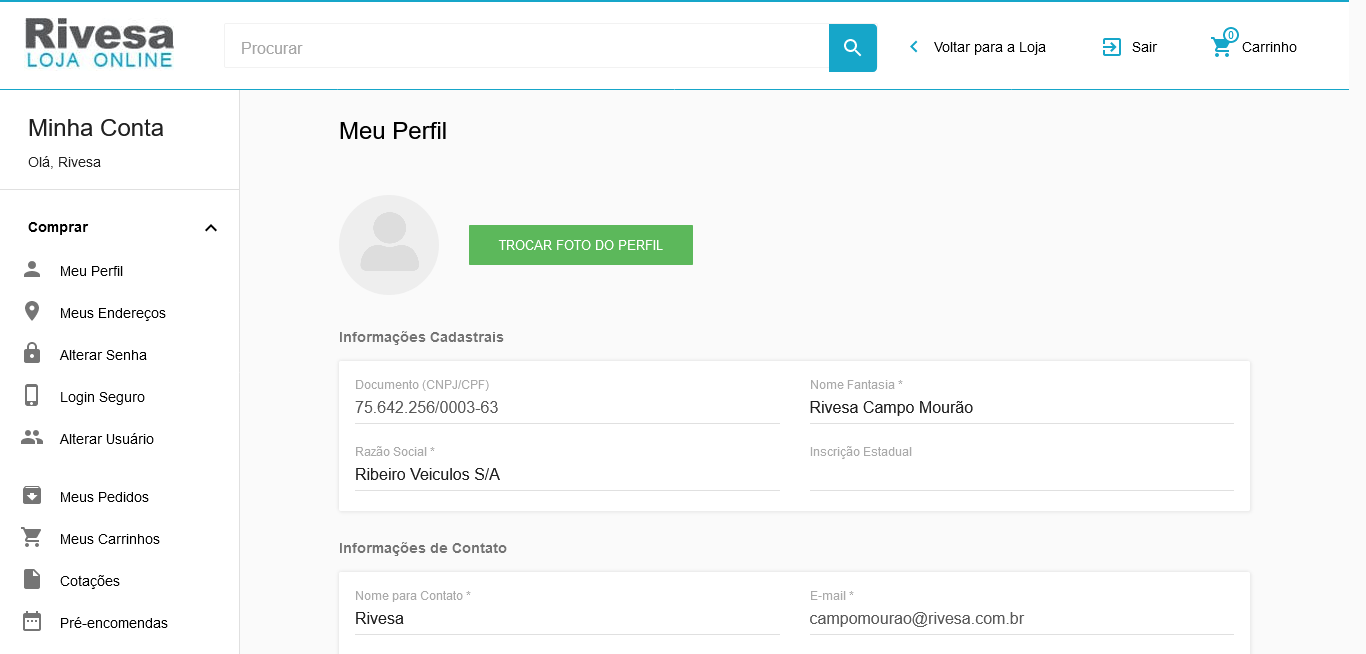 Rivesa
LOJA ONLINE
Procurar
Voltar para a Loja
Sair
0
Carrinho
Minha Conta
Olá, Rivesa
Comprar
Meu Perfil
Meus Endereços
Alterar Senha
Login Seguro
Alterar Usuário
Meus Pedidos
Meus Carrinhos
Cotações
Pré-encomendas
Meu Perfil
TROCAR FOTO DO PERFIL
Informações Cadastrais
Documento (CNPJ/CPF)
75.642.256/0003-63
Nome Fantasia *
Rivesa Campo Mourão
Razão Social *
Ribeiro Veiculos S/A
Inscrição Estadual
Informações de Contato
Nome para Contato *
Rivesa
E-mail *
campomourao@rivesa.com.br